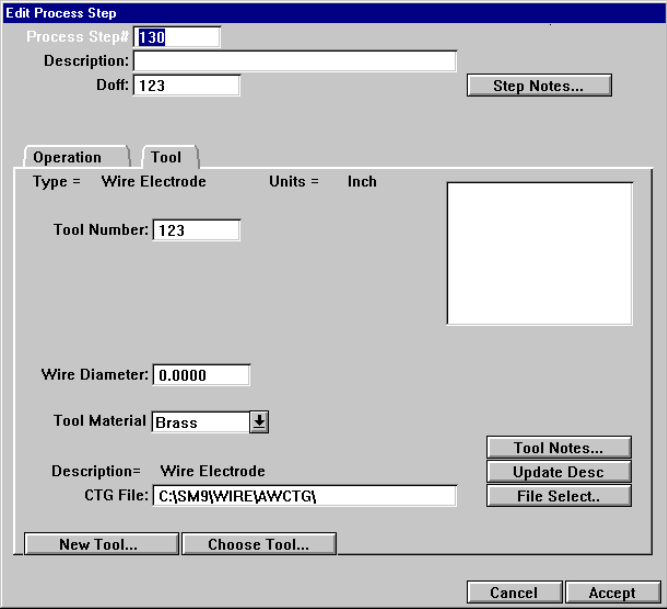 Edit Process Step
Process Step# 130
Description:
Doff: 123
Step Notes...
Operation Tool
Type = Wire Electrode Units = Inch
Tool Number: 123
Wire Diameter: 0.0000
Tool Material Brass
Tool Notes...
Description= Wire Electrode Update Desc
CTG File: C:\SM9\WIRE\AWCTG\ File Select..
New Tool... Choose Tool...
Cancel Accept